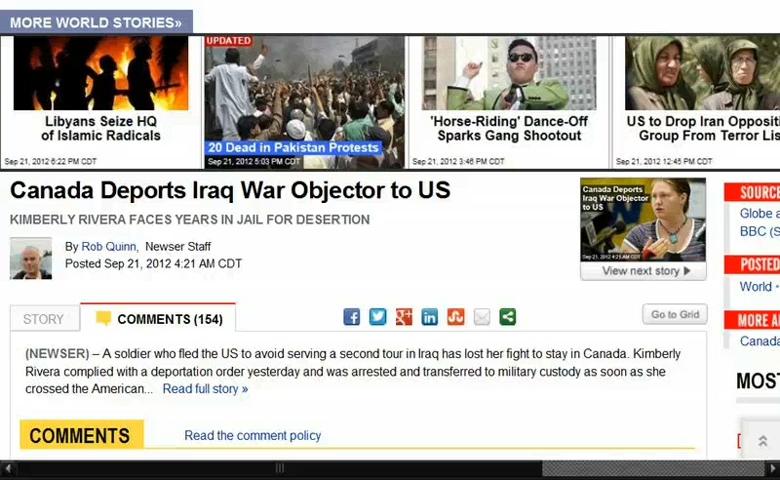 MORE WORLD STORIES»
UPDATED
Libyans Seize HQ
of Islamic Radicals
Sep 21, 2012 6:22 PM CDT
20 Dead in Pakistan Protests
Sep 21, 2012 5:03 PM CDT
'Horse-Riding' Dance-Off
Sparks Gang Shootout
Sep 21, 2012 3:46 PM CDT
US to Drop Iran Oppositi
Group From Terror Lis
Sep 21, 2012 12:45 PM CDT
Canada Deports Iraq War Objector to US
KIMBERLY RIVERA FACES YEARS IN JAIL FOR DESERTION
By Rob Quinn, Newser Staff
Posted Sep 21, 2012 4:21 AM CDT
Canada Deports
Iraq War Objector
to US
Sep 21, 2012 4:21 AM CDT
View next story
SOURCE
Globe a
BBC (S
POSTED
World •
MORE A
Canada
MOST
STORY
COMMENTS (154)
Go to Grid
(NEWSER) – A soldier who fled the US to avoid serving a second tour in Iraq has lost her fight to stay in Canada. Kimberly
Rivera complied with a deportation order yesterday and was arrested and transferred to military custody as soon as she
crossed the American... Read full story »
COMMENTS
Read the comment policy